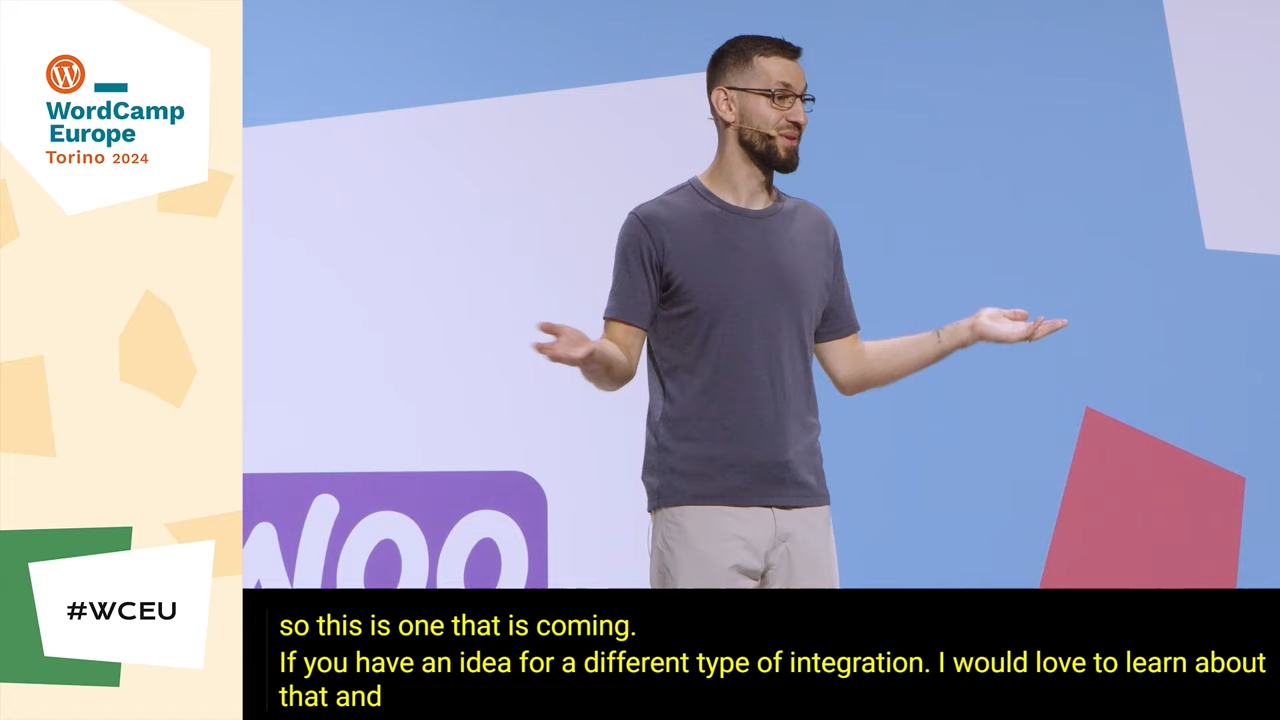 WordCamp
Europe
Torino 2024
WOO
#WCEU
so this is one that is coming.
If you have an idea for a different type of integration. I would love to learn about
that and